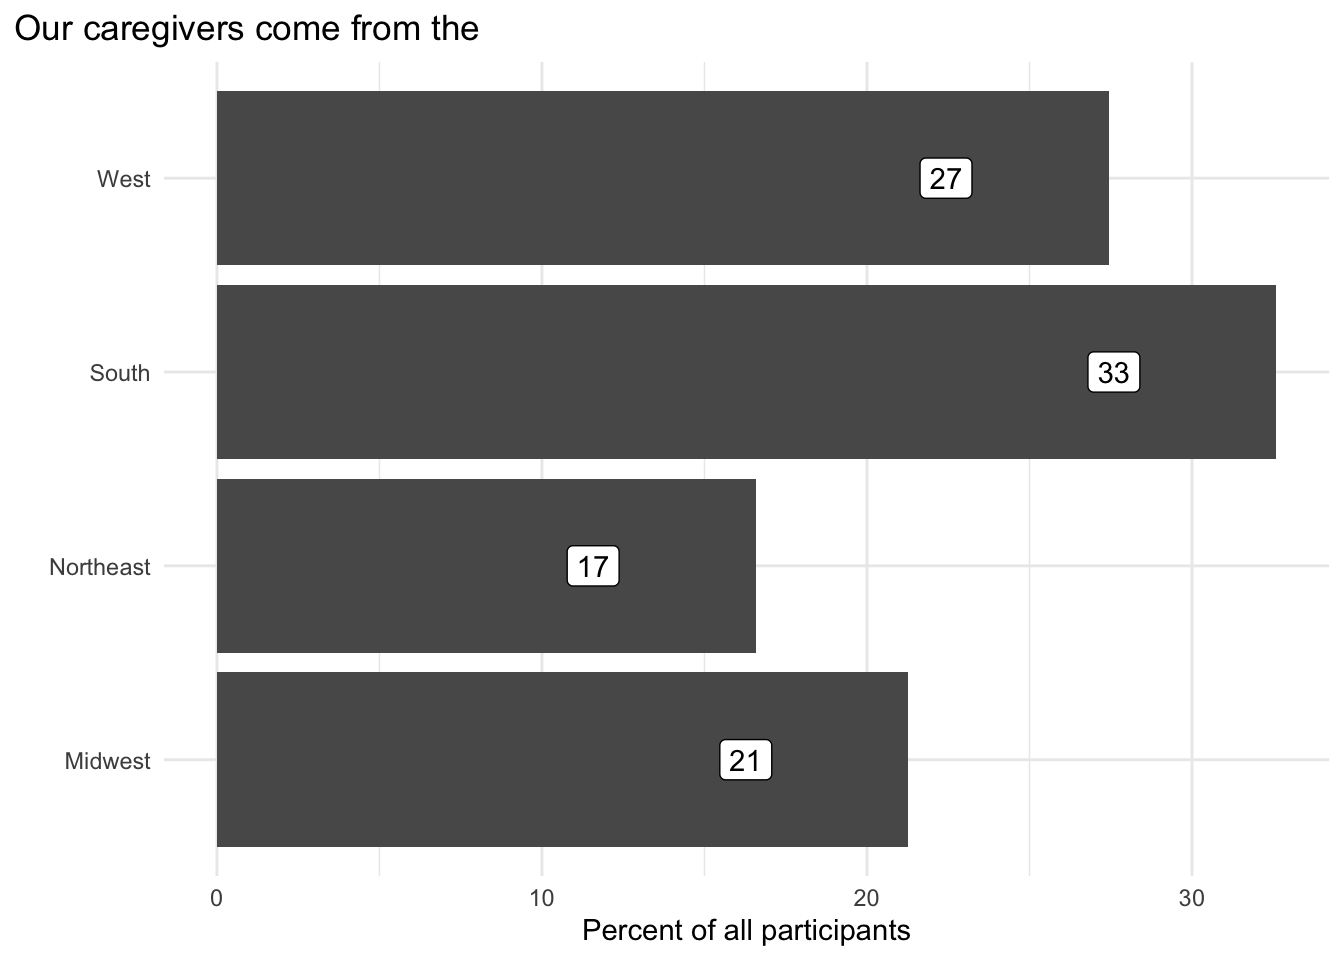 Our caregivers come from the
West
27
South
33
Northeast
17
Midwest
21
0 10 20 30
Percent of all participants